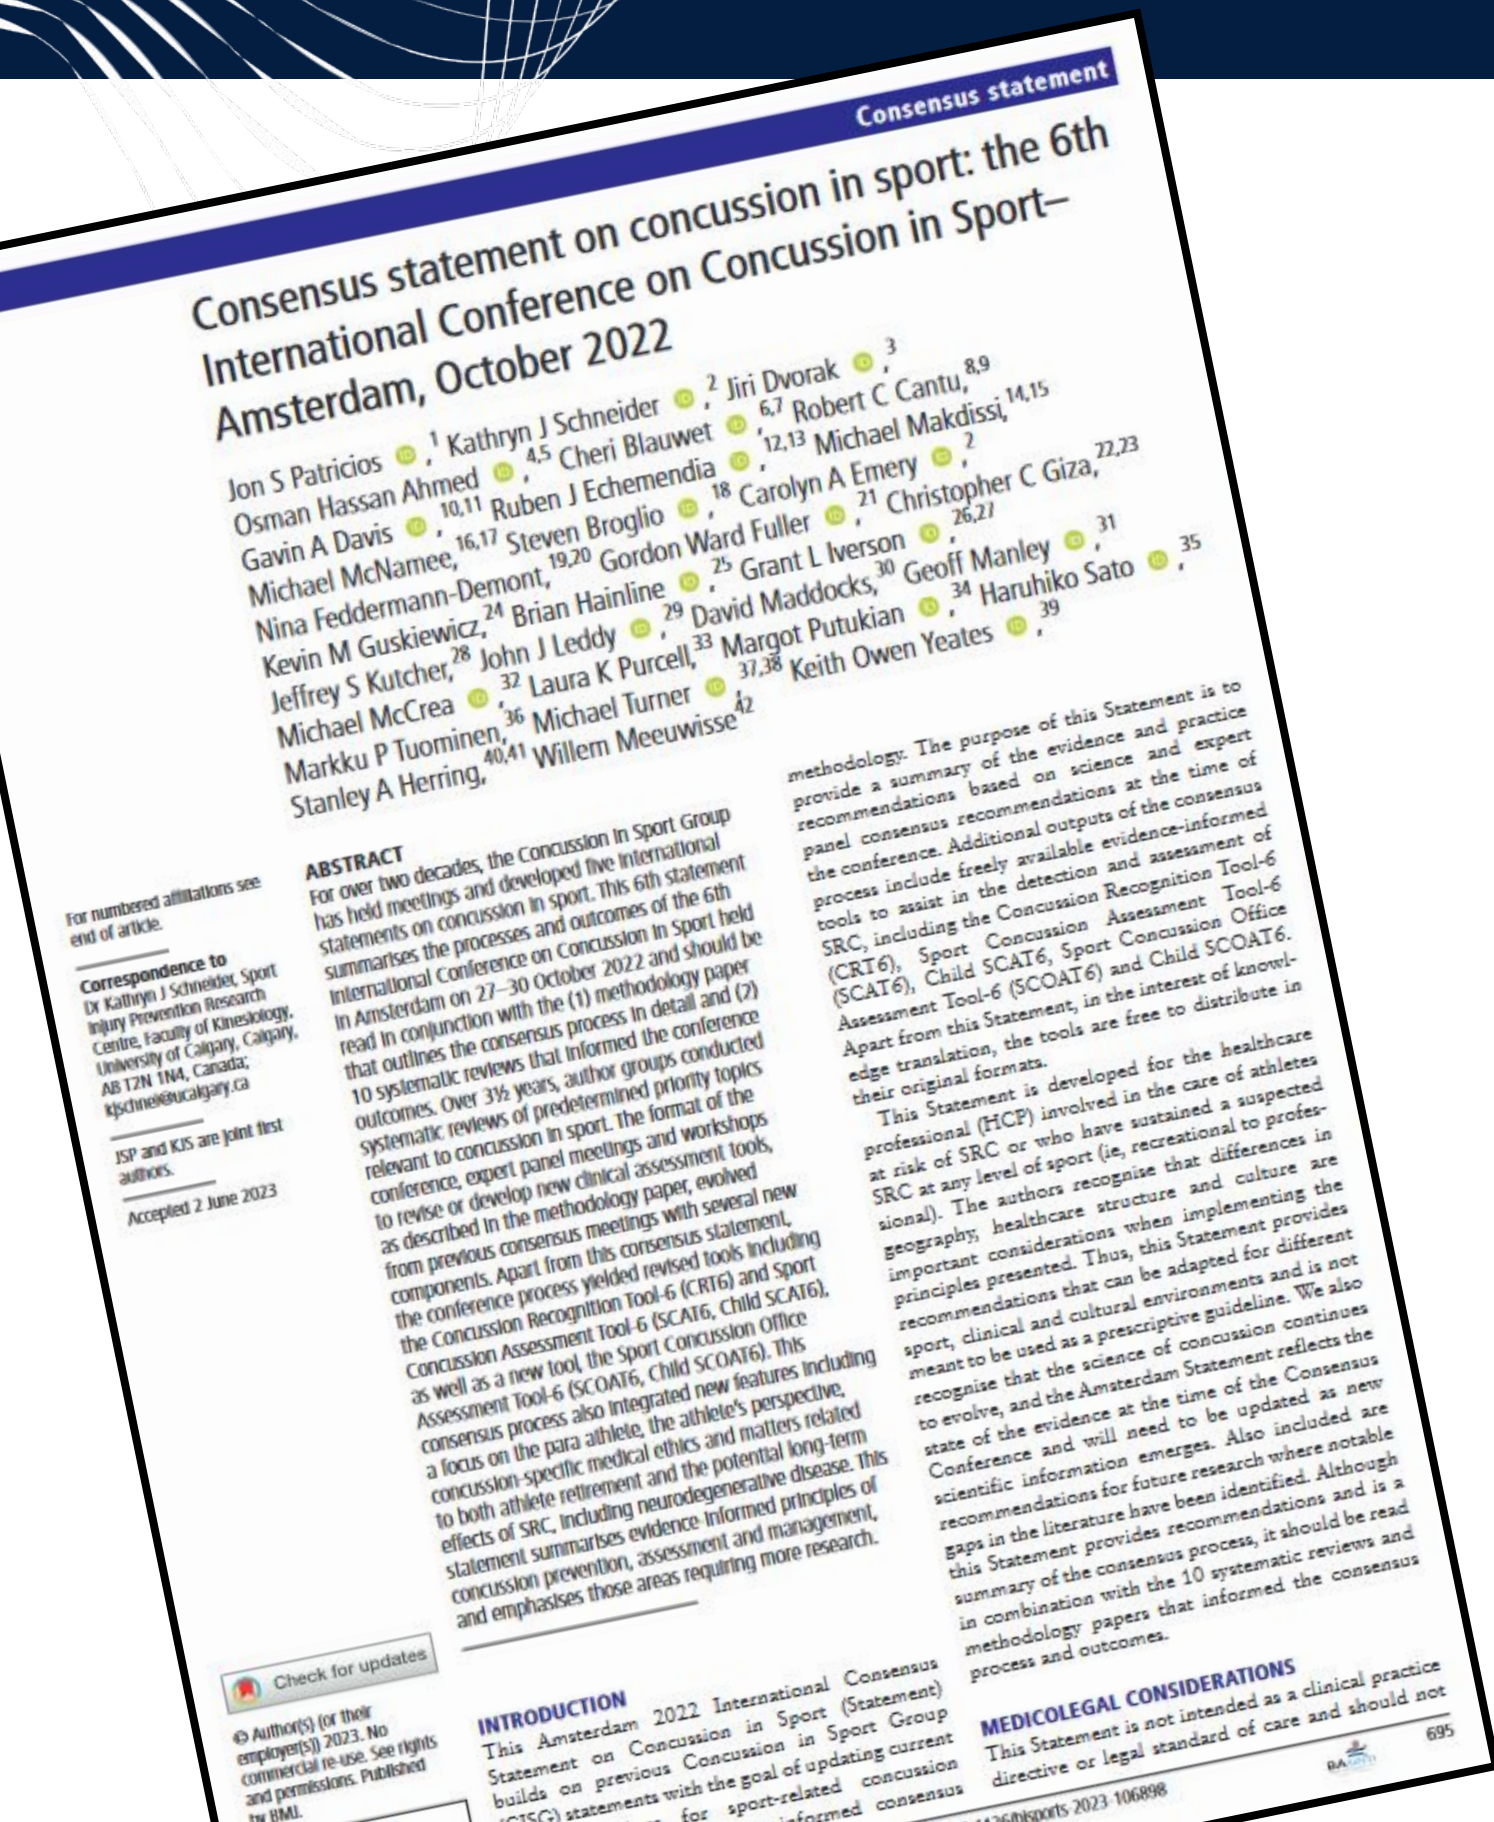 Consensus statement
Consensus statement on concussion in sport: the 6th
International Conference on Concussion in Sport–
Amsterdam, October 2022
Jon S Patricios ,1 Kathryn J Schneider ,2 Jiri Dvorak ,3
Osman Hassan Ahmed ,4,5 Cheri Blauwet ,6,7 Robert C Cantu,8,9
Gavin A Davis ,10,11 Ruben J Echemendia ,12,13 Michael Makdissi,14,15
Michael McNamee,16,17 Steven Broglio ,18 Carolyn A Emery ,2
Nina Feddermann-Demont,19,20 Gordon Ward Fuller ,21 Christopher C Giza,22,23
Kevin M Guskiewicz,24 Brian Hainline ,25 Grant L Iverson ,26,27
Jeffrey S Kutcher,28 John J Leddy ,29 David Maddocks,30 Geoff Manley ,31
Michael McCrea ,32 Laura K Purcell,33 Margot Putukian ,34 Haruhiko Sato ,35
Markku P Tuominen,36 Michael Turner ,37,38 Keith Owen Yeates ,39
Stanley A Herring,40,41 Willem Meeuwisse42
For numbered affiliations see
end of article.
Correspondence to
Dr Kathryn J Schneider, Sport
Injury Prevention Research
Centre, Faculty of Kinesiology,
University of Calgary, Calgary,
AB T2N 1N4, Canada;
kjschnei@ucalgary.ca
JSP and KJS are joint first
authors.
Accepted 2 June 2023
Check for updates
© Author(s) (or their
employer(s)) 2023. No
commercial re-use. See rights
and permissions. Published
by BMJ.
ABSTRACT
For over two decades, the Concussion in Sport Group
has held meetings and developed five international
statements on concussion in sport. This 6th statement
summarises the processes and outcomes of the 6th
International Conference on Concussion in Sport held
in Amsterdam on 27–30 October 2022 and should be
read in conjunction with the (1) methodology paper
that outlines the consensus process in detail and (2)
10 systematic reviews that informed the conference
outcomes. Over 3½ years, author groups conducted
systematic reviews of predetermined priority topics
relevant to concussion in sport. The format of the
conference, expert panel meetings and workshops
to revise or develop new clinical assessment tools,
as described in the methodology paper, evolved
from previous consensus meetings with several new
components. Apart from this consensus statement,
the conference process yielded revised tools including
the Concussion Recognition Tool-6 (CRT6) and Sport
Concussion Assessment Tool-6 (SCAT6, Child SCAT6),
as well as a new tool, the Sport Concussion Office
Assessment Tool-6 (SCOAT6, Child SCOAT6). This
consensus process also integrated new features including
a focus on the para athlete, the athlete's perspective,
concussion-specific medical ethics and matters related
to both athlete retirement and the potential long-term
effects of SRC, including neurodegenerative disease. This
statement summarises evidence-informed principles of
concussion prevention, assessment and management,
and emphasises those areas requiring more research.
INTRODUCTION
This Amsterdam 2022 International Consensus
Statement on Concussion in Sport (Statement)
builds on previous Concussion in Sport Group
(CISG) statements with the goal of updating current
for sport-related concussion
informed consensus
methodology. The purpose of this Statement is to
provide a summary of the evidence and practice
recommendations based on science and expert
panel consensus recommendations at the time of
the conference. Additional outputs of the consensus
process include freely available evidence-informed
tools to assist in the detection and assessment of
SRC, including the Concussion Recognition Tool-6
(CRT6), Sport Concussion Assessment Tool-6
(SCAT6), Child SCAT6, Sport Concussion Office
Assessment Tool-6 (SCOAT6) and Child SCOAT6.
Apart from this Statement, in the interest of knowl-
edge translation, the tools are free to distribute in
their original formats.
This Statement is developed for the healthcare
professional (HCP) involved in the care of athletes
at risk of SRC or who have sustained a suspected
SRC at any level of sport (ie, recreational to profes-
sional). The authors recognise that differences in
geography, healthcare structure and culture are
important considerations when implementing the
principles presented. Thus, this Statement provides
recommendations that can be adapted for different
sport, clinical and cultural environments and is not
meant to be used as a prescriptive guideline. We also
recognise that the science of concussion continues
to evolve, and the Amsterdam Statement reflects the
state of the evidence at the time of the Consensus
Conference and will need to be updated as new
scientific information emerges. Also included are
recommendations for future research where notable
gaps in the literature have been identified. Although
this Statement provides recommendations and is a
summary of the consensus process, it should be read
in combination with the 10 systematic reviews and
methodology papers that informed the consensus
process and outcomes.
MEDICOLEGAL CONSIDERATIONS
This Statement is not intended as a clinical practice
directive or legal standard of care and should not
695
bjsports-2023-106898